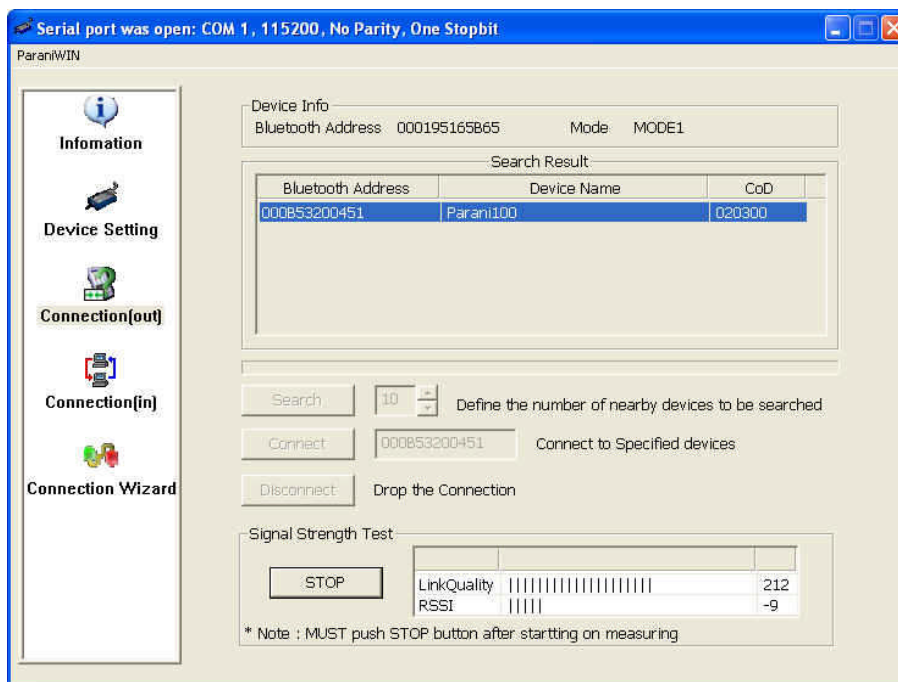 Serial port was open: COM 1, 115200, No Parity, One Stopbit
ParaniWIN
Infomation
Device Setting
Connection(out)
Connection(in)
Connection Wizard
Device Info
Bluetooth Address 000195165B65 Mode MODE1
Search Result
Bluetooth Address Device Name CoD
000B53200451 Parani100 020300
Search 10 Define the number of nearby devices to be searched
Connect 000B53200451 Connect to Specified devices
Disconnect Drop the Connection
Signal Strength Test
STOP
LinkQuality |||||||||||||||||||| 212
RSSI ||||| -9
* Note : MUST push STOP button after startting on measuring